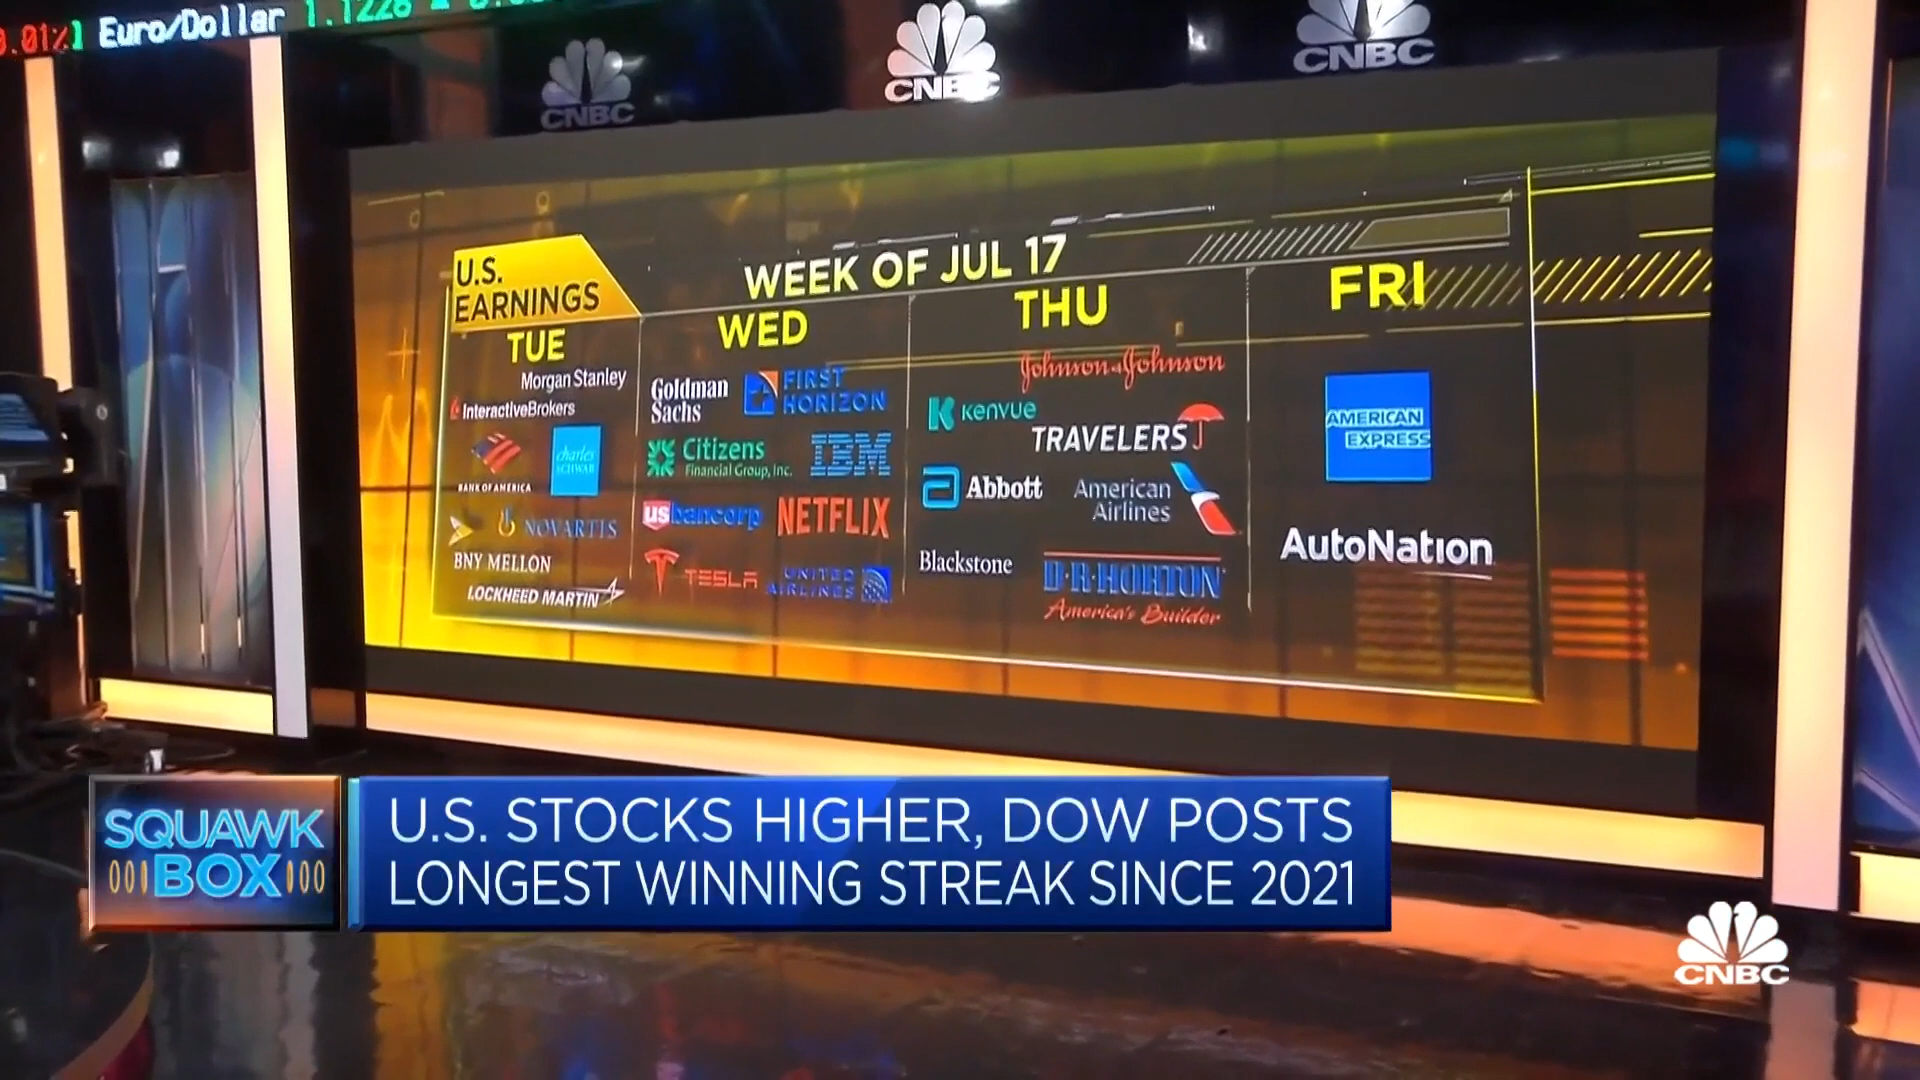 0.01%] Euro/Dollar 1.1226
CNBC
CNBC
CNBC
U.S.
EARNINGS
WEEK OF JUL 17
TUE
Morgan Stanley
InteractiveBrokers
BANK OF AMERICA
charles
SCHWAB
NOVARTIS
BNY MELLON
LOCKHEED MARTIN
WED
Goldman
Sachs
FIRST
HORIZON
Citizens
Financial Group, Inc.
IBM
usbancorp
NETFLIX
TESLA
UNITED
AIRLINES
THU
Johnson & Johnson
kenvue
TRAVELERS
Abbott
American
Airlines
Blackstone
D·R·HORTON
America's Builder
FRI
AMERICAN
EXPRESS
AutoNation
SQUAWK
BOX
U.S. STOCKS HIGHER, DOW POSTS
LONGEST WINNING STREAK SINCE 2021
CNBC